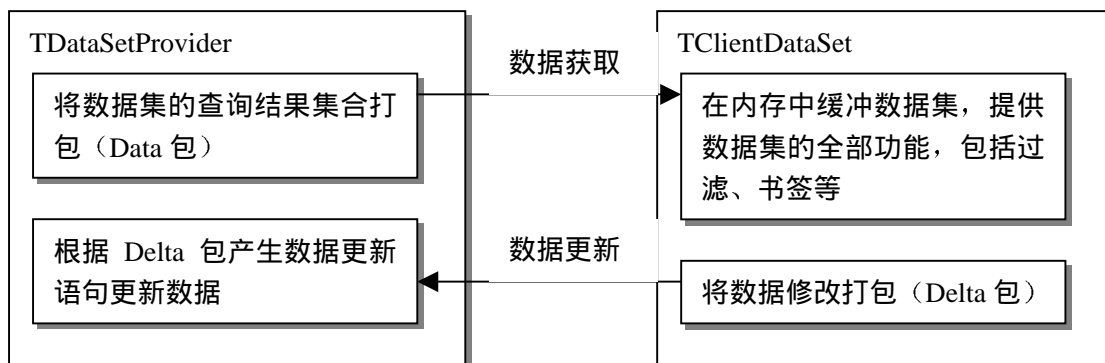 TDataSetProvider
将数据集的查询结果集合打
包（Data 包）
根据 Delta 包产生数据更新
语句更新数据
数据获取
数据更新
TClientDataSet
在内存中缓冲数据集，提供
数据集的全部功能，包括过
滤、书签等
将数据修改打包（Delta 包）